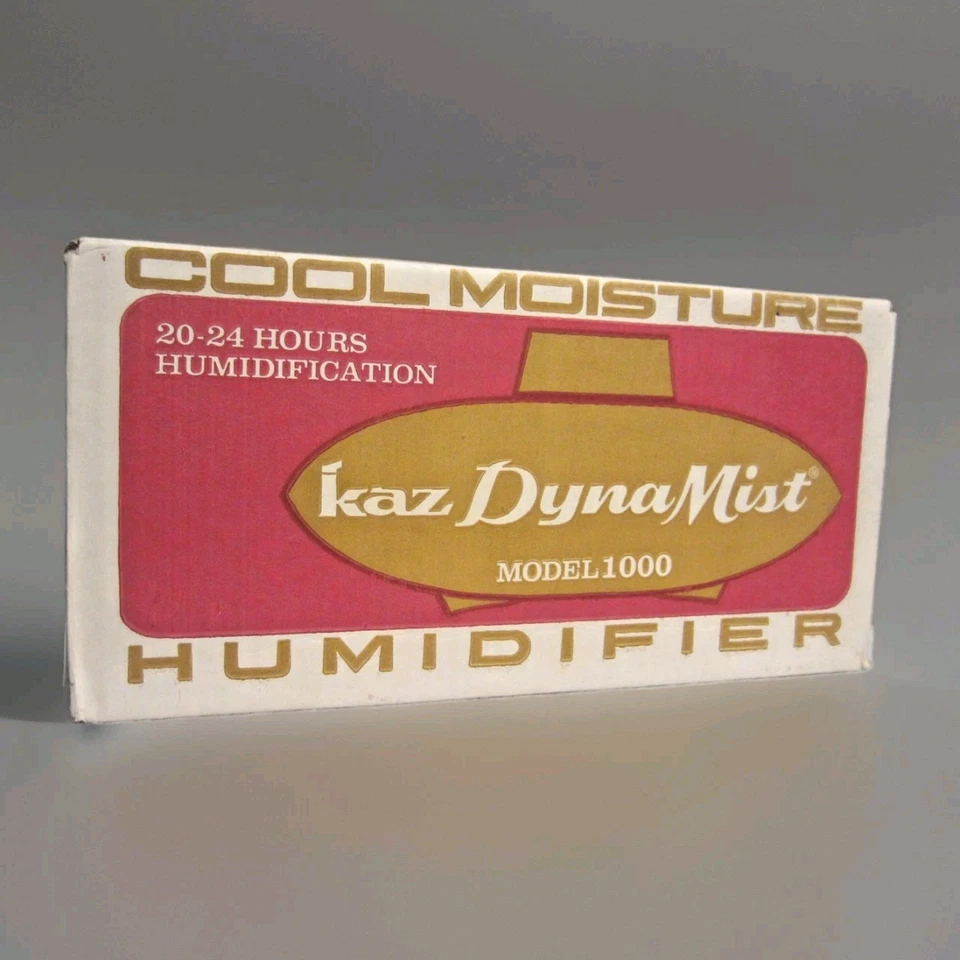 COOL MOISTURE
20-24 HOURS
HUMIDIFICATION
kaz DynaMist®
MODEL 1000
HUMIDIFIER